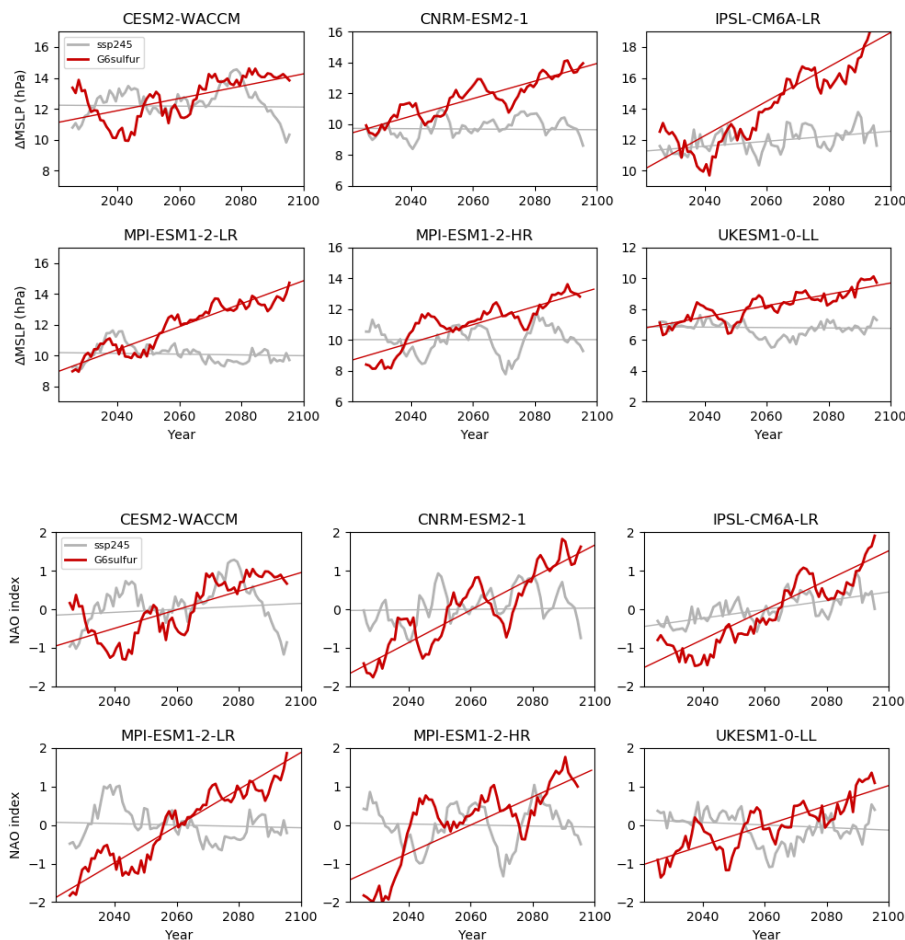 CESM2-WACCM CNRM-ESM2-1 IPSL-CM6A-LR
ssp245
G6sulfur
ΔMSLP (hPa)
16 14 12 10 8
16 14 12 10 8 6
18 16 14 12 10
2040 2060 2080 2100 2040 2060 2080 2100 2040 2060 2080 2100
MPI-ESM1-2-LR MPI-ESM1-2-HR UKESM1-0-LL
ΔMSLP (hPa)
16 14 12 10 8
16 14 12 10 8 6
12 10 8 6 4 2
2040 2060 2080 2100 2040 2060 2080 2100 2040 2060 2080 2100
Year Year Year
CESM2-WACCM CNRM-ESM2-1 IPSL-CM6A-LR
ssp245
G6sulfur
NAO index
2 1 0 −1 −2
2 1 0 −1 −2
2 1 0 −1 −2
2040 2060 2080 2100 2040 2060 2080 2100 2040 2060 2080 2100
MPI-ESM1-2-LR MPI-ESM1-2-HR UKESM1-0-LL
NAO index
2 1 0 −1 −2
2 1 0 −1 −2
2 1 0 −1 −2
2040 2060 2080 2100 2040 2060 2080 2100 2040 2060 2080 2100
Year Year Year